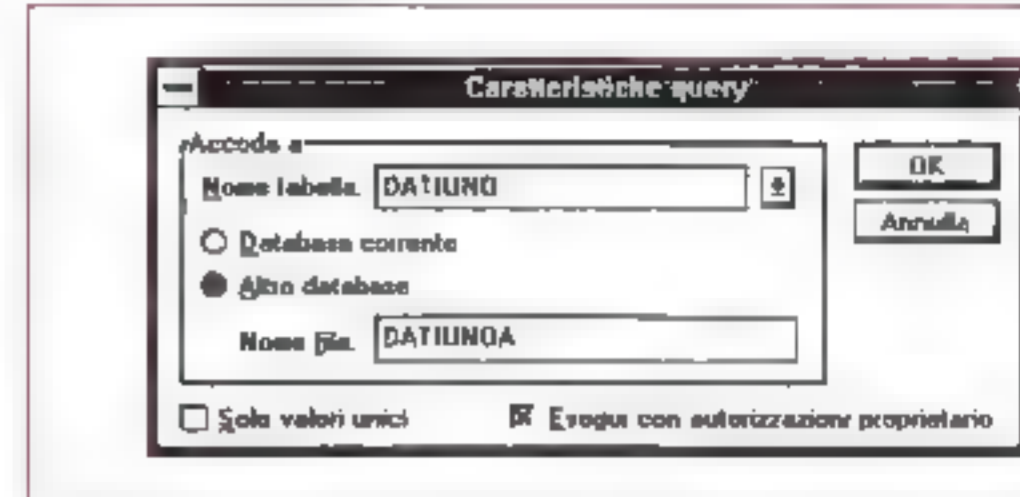 Caratteristiche query
Accoda a
Nome tabella: DATIUNO
OK
Annulla
Database corrente
Altro database
Nome file: DATIUNOA
Solo valori unici
Esegui con autorizzazioni proprietario